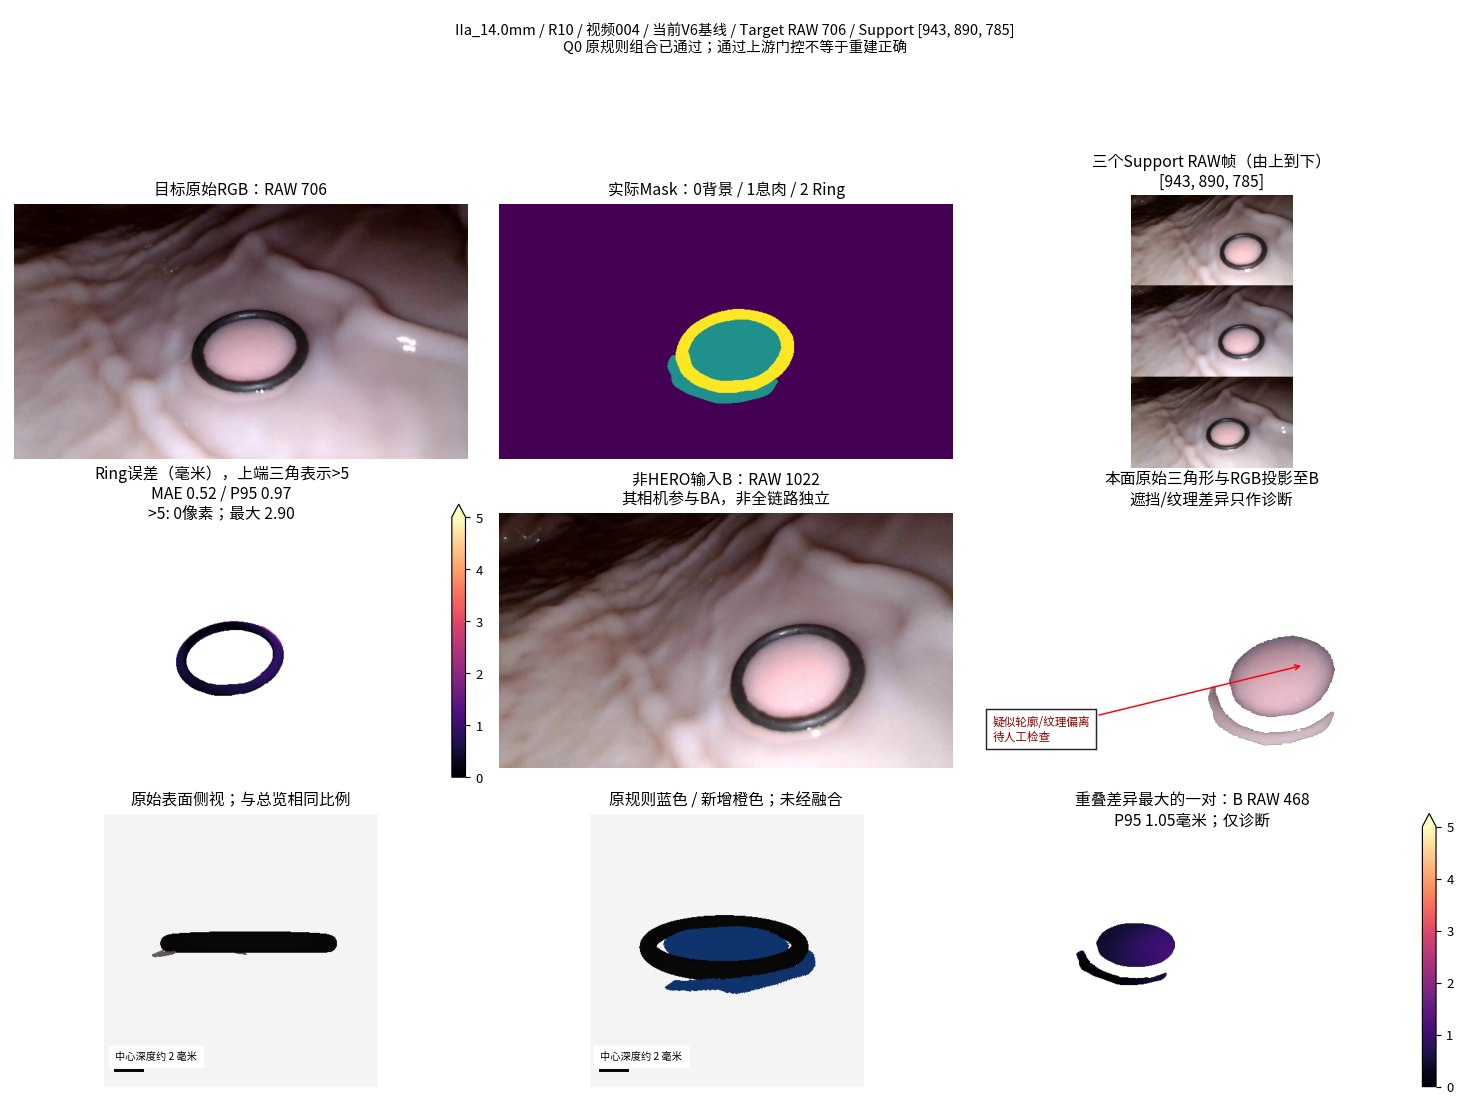 IIa_14.0mm / R10 / 视频004 / 当前V6基线 / Target RAW 706 / Support [943, 890, 785]
Q0 原规则组合已通过；通过上游门控不等于重建正确
目标原始RGB：RAW 706
实际Mask：0背景 / 1息肉 / 2 Ring
三个Support RAW帧（由上到下）
[943, 890, 785]
Ring误差（毫米），上端三角表示>5
MAE 0.52 / P95 0.97
>5: 0像素；最大 2.90
5
4
3
2
1
0
非HERO输入B：RAW 1022
其相机参与BA，非全链路独立
本面原始三角形与RGB投影至B
遮挡/纹理差异只作诊断
疑似轮廓/纹理偏离
待人工检查
原始表面侧视；与总览相同比例
中心深度约 2 毫米
原规则蓝色 / 新增橙色；未经融合
中心深度约 2 毫米
重叠差异最大的一对：B RAW 468
P95 1.05毫米；仅诊断
5
4
3
2
1
0